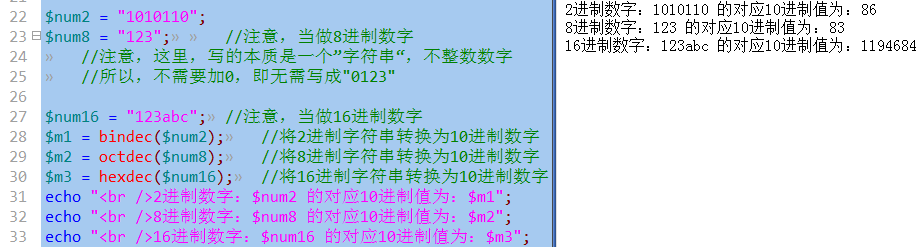 22 $num2 = "1010110";
23 $num8 = "123"; //注意，当做8进制数字
24 //注意，这里，写的本质是一个”字符串“，不整数数字
25 //所以，不需要加0，即无需写成"0123"
26
27 $num16 = "123abc"; //注意，当做16进制数字
28 $m1 = bindec($num2); //将2进制字符串转换为10进制数字
29 $m2 = octdec($num8); //将8进制字符串转换为10进制数字
30 $m3 = hexdec($num16); //将16进制字符串转换为10进制数字
31 echo "<br />2进制数字：$num2 的对应10进制值为：$m1";
32 echo "<br />8进制数字：$num8 的对应10进制值为：$m2";
33 echo "<br />16进制数字：$num16 的对应10进制值为：$m3";
2进制数字：1010110 的对应10进制值为：86
8进制数字：123 的对应10进制值为：83
16进制数字：123abc 的对应10进制值为：1194684